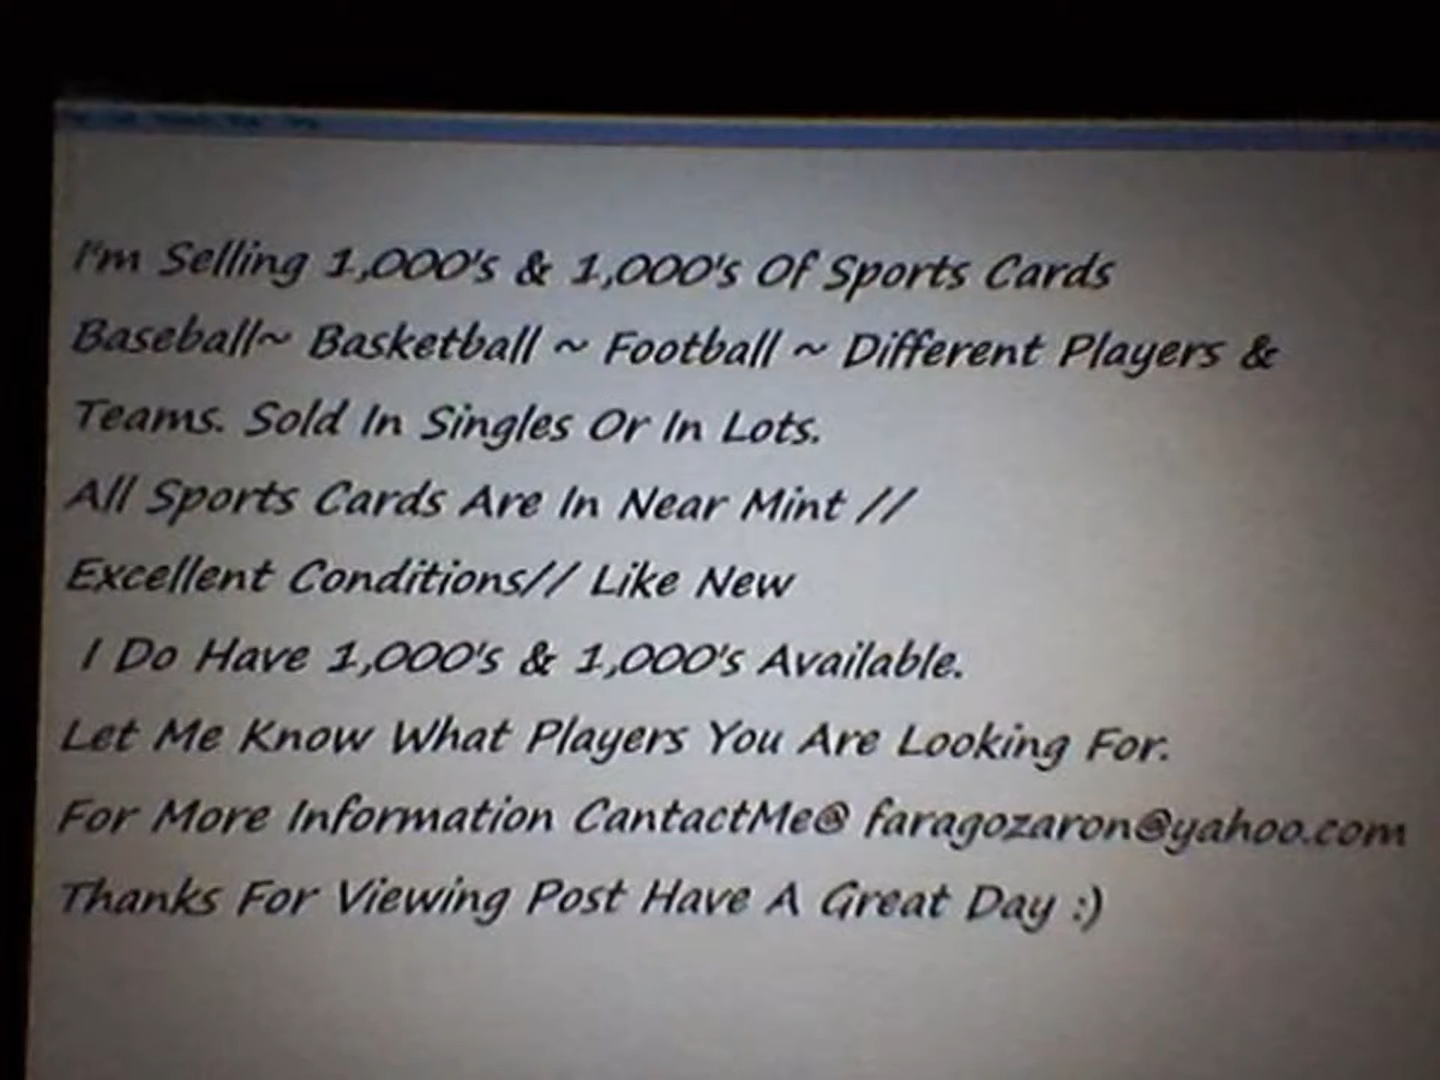 I'm Selling 1,000's & 1,000's Of Sports Cards
Baseball~ Basketball ~ Football ~ Different Players &
Teams. Sold In Singles Or In Lots.
All Sports Cards Are In Near Mint //
Excellent Conditions// Like New
I Do Have 1,000's & 1,000's Available.
Let Me Know What Players You Are Looking For.
For More Information CantactMe@ faragozaron@yahoo.com
Thanks For Viewing Post Have A Great Day :)